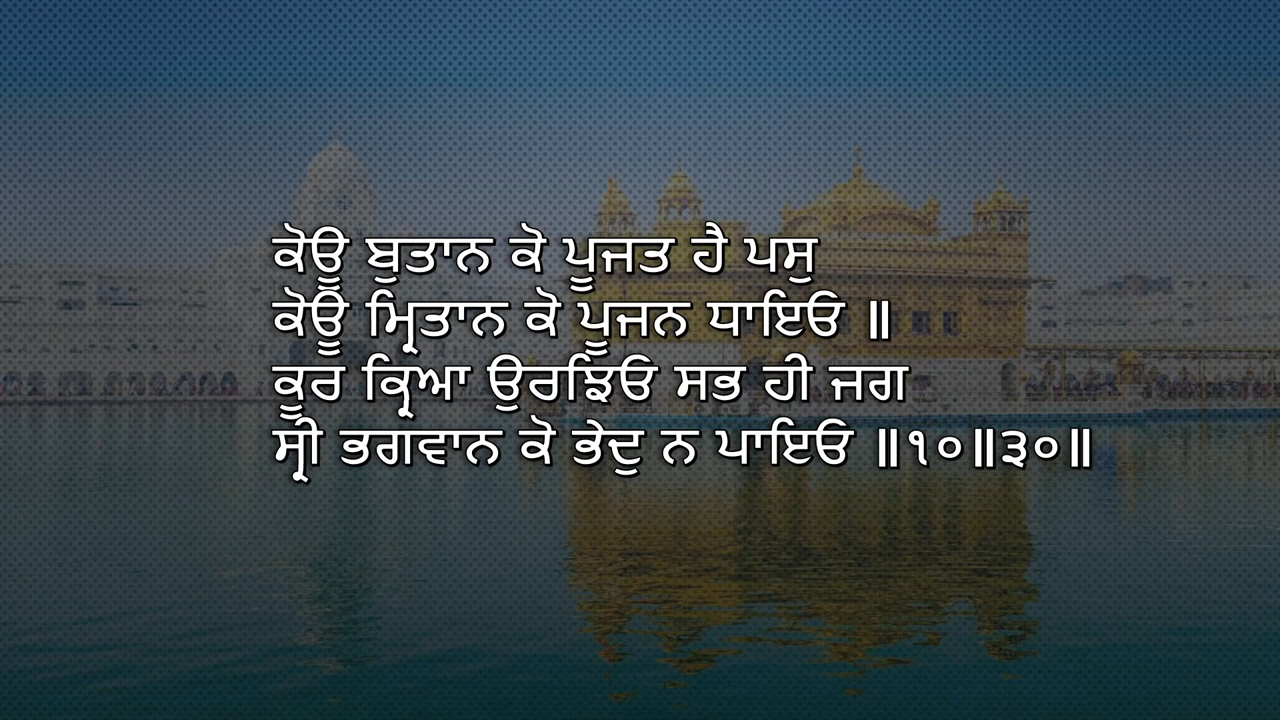 ਕੋਊ ਬੁਤਾਨ ਕੋ ਪੂਜਤ ਹੈ ਪਸੁ
ਕੋਊ ਮ੍ਰਿਤਾਨ ਕੋ ਪੂਜਨ ਧਾਇਓ ॥
ਕੂਰ ਕ੍ਰਿਆ ਉਰਝਿਓ ਸਭ ਹੀ ਜਗ
ਸ੍ਰੀ ਭਗਵਾਨ ਕੋ ਭੇਦੁ ਨ ਪਾਇਓ ॥੧੦॥੩੦॥